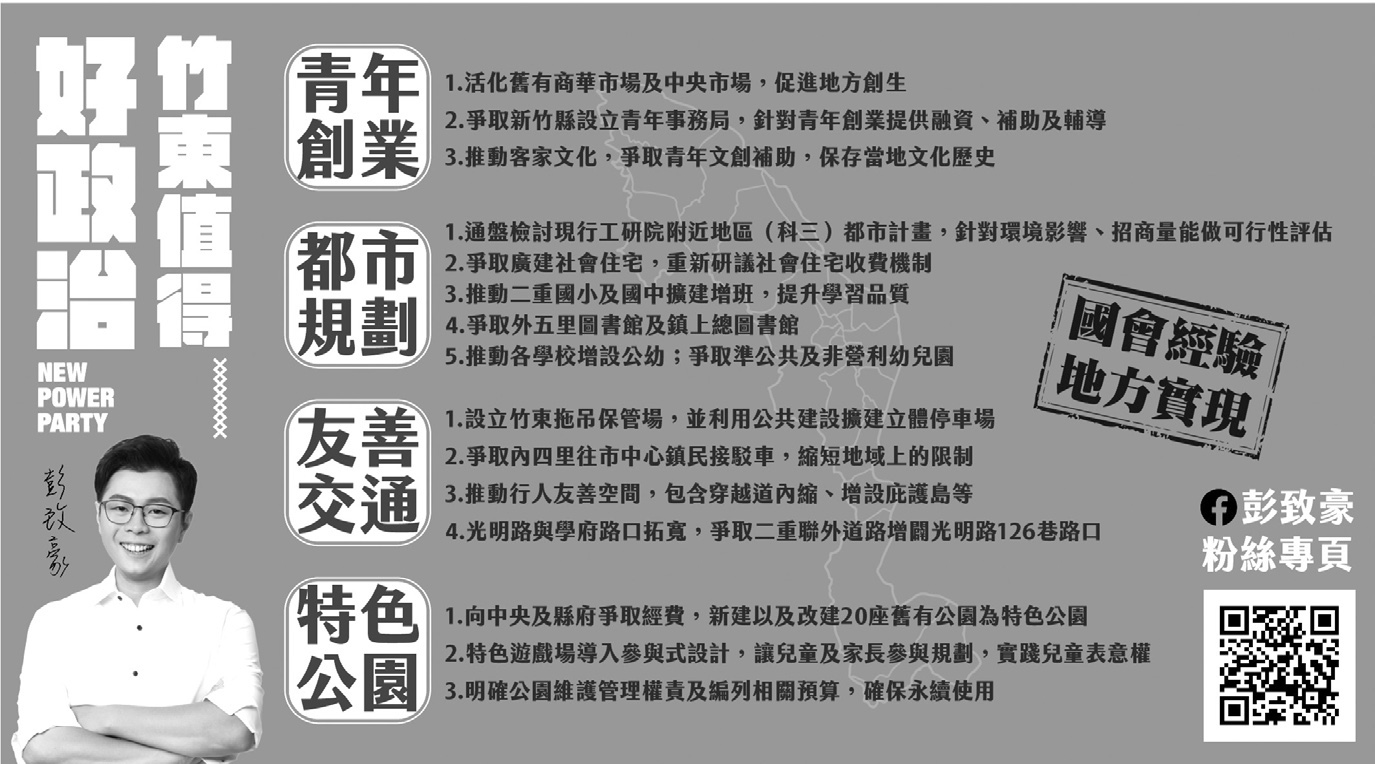 竹東值得
好政治
NEW
POWER
PARTY
彭致豪
青年
創業
1.活化舊有商華市場及中央市場，促進地方創生
2.爭取新竹縣設立青年事務局，針對青年創業提供融資、補助及輔導
3.推動客家文化，爭取青年文創補助，保存當地文化歷史
都市
規劃
1.通盤檢討現行工研院附近地區（科三）都市計畫，針對環境影響、招商量能做可行性評估
2.爭取廣建社會住宅，重新研議社會住宅收費機制
3.推動二重國小及國中擴建增班，提升學習品質
4.爭取外五里圖書館及鎮上總圖書館
5.推動各學校增設公幼；爭取準公共及非營利幼兒園
友善
交通
1.設立竹東拖吊保管場，並利用公共建設擴建立體停車場
2.爭取內四里往市中心鎮民接駁車，縮短地域上的限制
3.推動行人友善空間，包含穿越道內縮、增設庇護島等
4.光明路與學府路口拓寬，爭取二重聯外道路增闢光明路126巷路口
特色
公園
1.向中央及縣府爭取經費，新建以及改建20座舊有公園為特色公園
2.特色遊戲場導入參與式設計，讓兒童及家長參與規劃，實踐兒童表意權
3.明確公園維護管理權責及編列相關預算，確保永續使用
國會經驗
地方實現
彭致豪
粉絲專頁